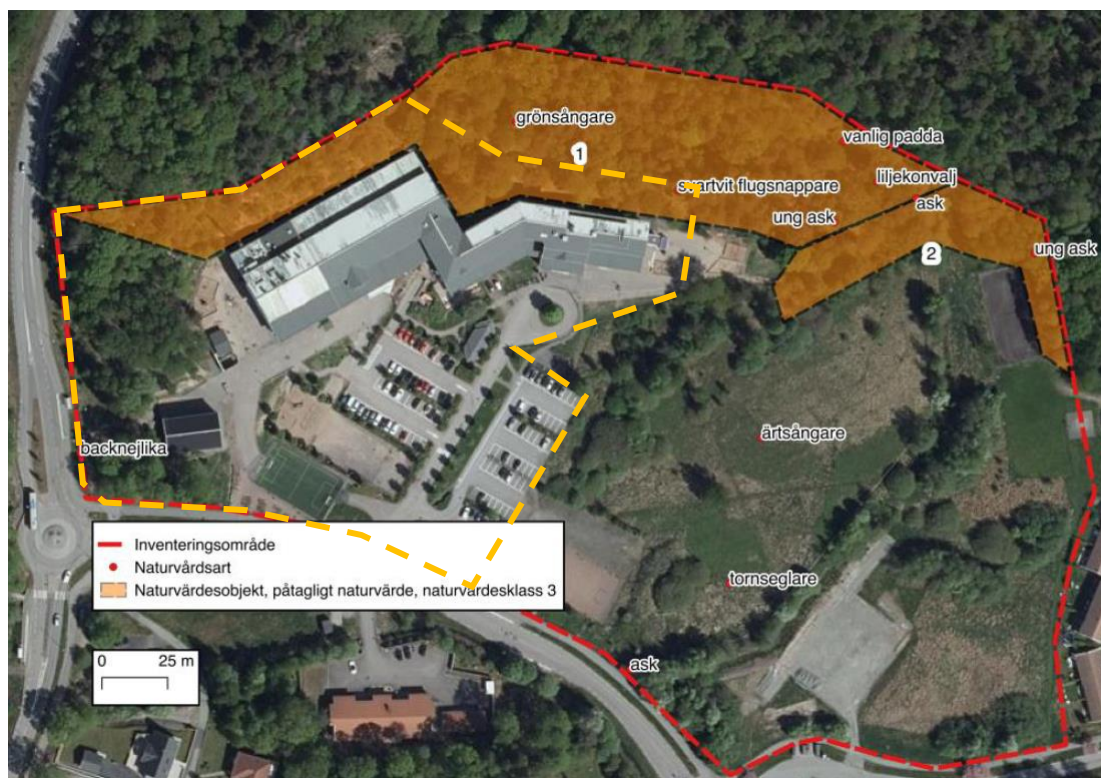 grönsångare
1
vanlig padda
svartvit flugsnappare
liljekonvalj
ask
ung ask
2
ung ask
ärtsångare
backnejlika
Inventeringsområde
Naturvårdsart
Naturvärdesobjekt, påtagligt naturvärde, naturvärdesklass 3
tornseglare
ask
0 25 m